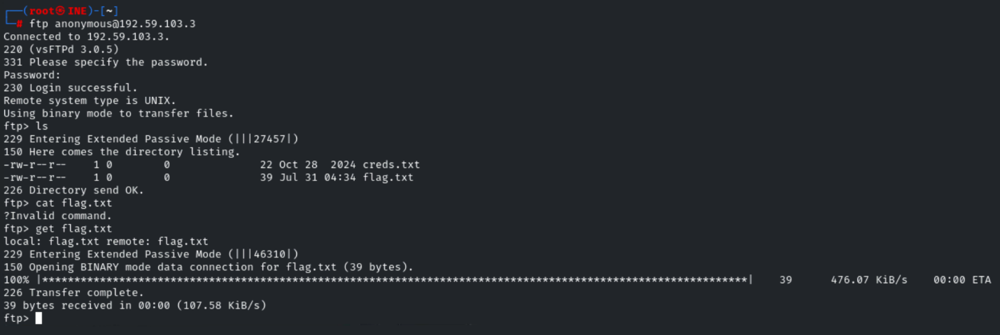 ┌──(root㉿INE)-[~]
└─# ftp anonymous@192.59.103.3
Connected to 192.59.103.3.
220 (vsFTPd 3.0.5)
331 Please specify the password.
Password:
230 Login successful.
Remote system type is UNIX.
Using binary mode to transfer files.
ftp> ls
229 Entering Extended Passive Mode (|||27457|)
150 Here comes the directory listing.
-rw-r--r--    1 0        0              22 Oct 28  2024 creds.txt
-rw-r--r--    1 0        0              39 Jul 31 04:34 flag.txt
226 Directory send OK.
ftp> cat flag.txt
?Invalid command.
ftp> get flag.txt
local: flag.txt remote: flag.txt
229 Entering Extended Passive Mode (|||46310|)
150 Opening BINARY mode data connection for flag.txt (39 bytes).
100% |**************************************************************************************************************|    39      476.07 KiB/s    00:00 ETA
226 Transfer complete.
39 bytes received in 00:00 (107.58 KiB/s)
ftp>